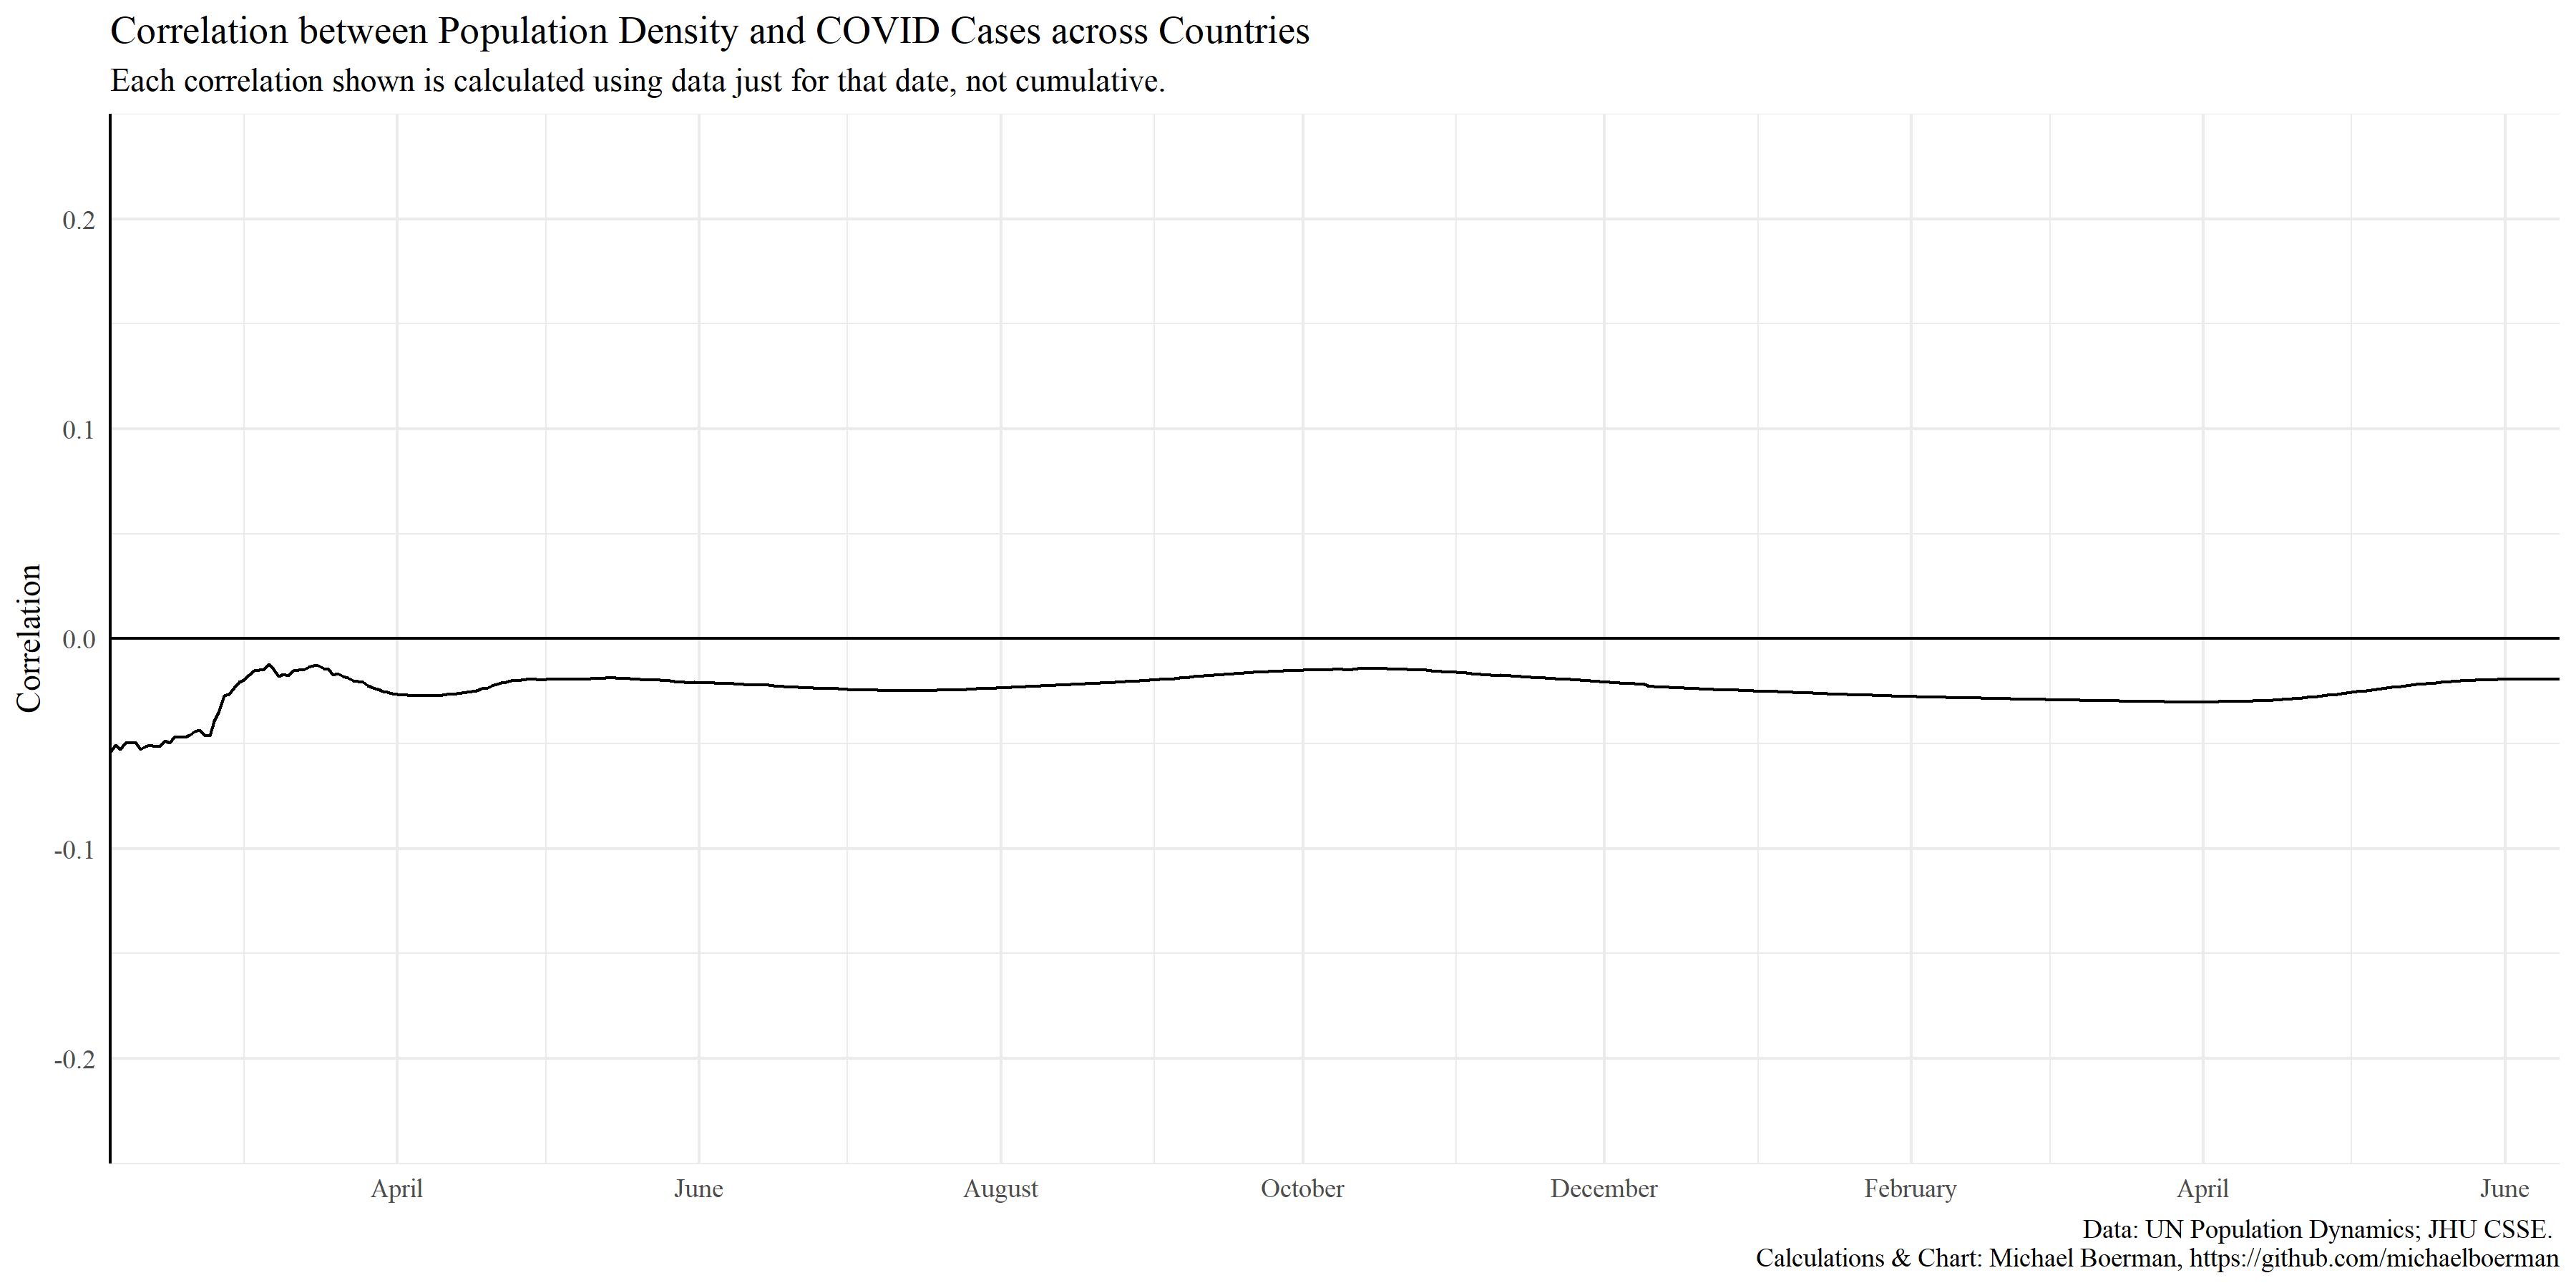 Correlation between Population Density and COVID Cases across Countries
Each correlation shown is calculated using data just for that date, not cumulative.
Correlation
0.2
0.1
0.0
-0.1
-0.2
April June August October December February April June
Data: UN Population Dynamics; JHU CSSE.
Calculations & Chart: Michael Boerman, https://github.com/michaelboerman